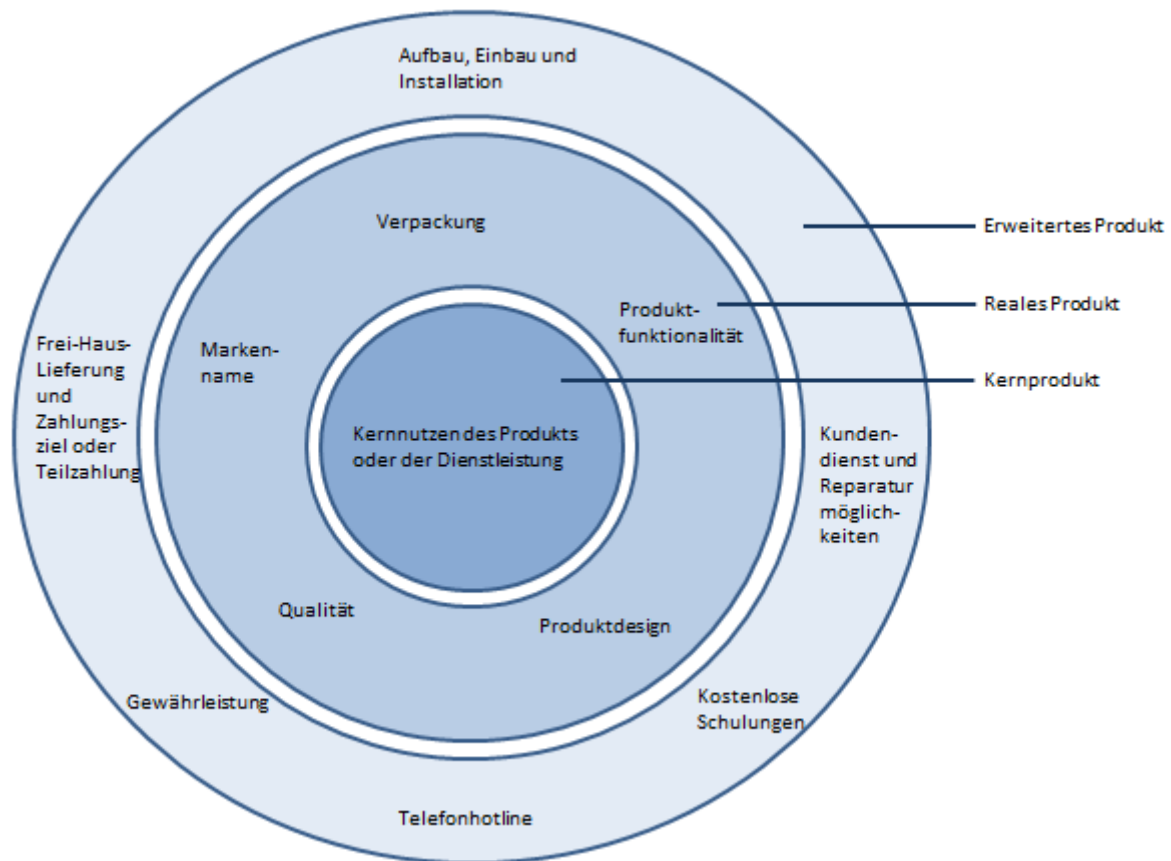 Aufbau, Einbau und
Installation
Verpackung
Erweitertes Produkt
Reales Produkt
Kernprodukt
Produkt-
funktionalität
Marken-
name
Frei-Haus-
Lieferung
und
Zahlungs-
ziel oder
Teilzahlung
Kernnutzen des Produkts
oder der Dienstleistung
Kunden-
dienst und
Reparatur
möglich-
keiten
Qualität
Produktdesign
Gewährleistung
Kostenlose
Schulungen
Telefonhotline